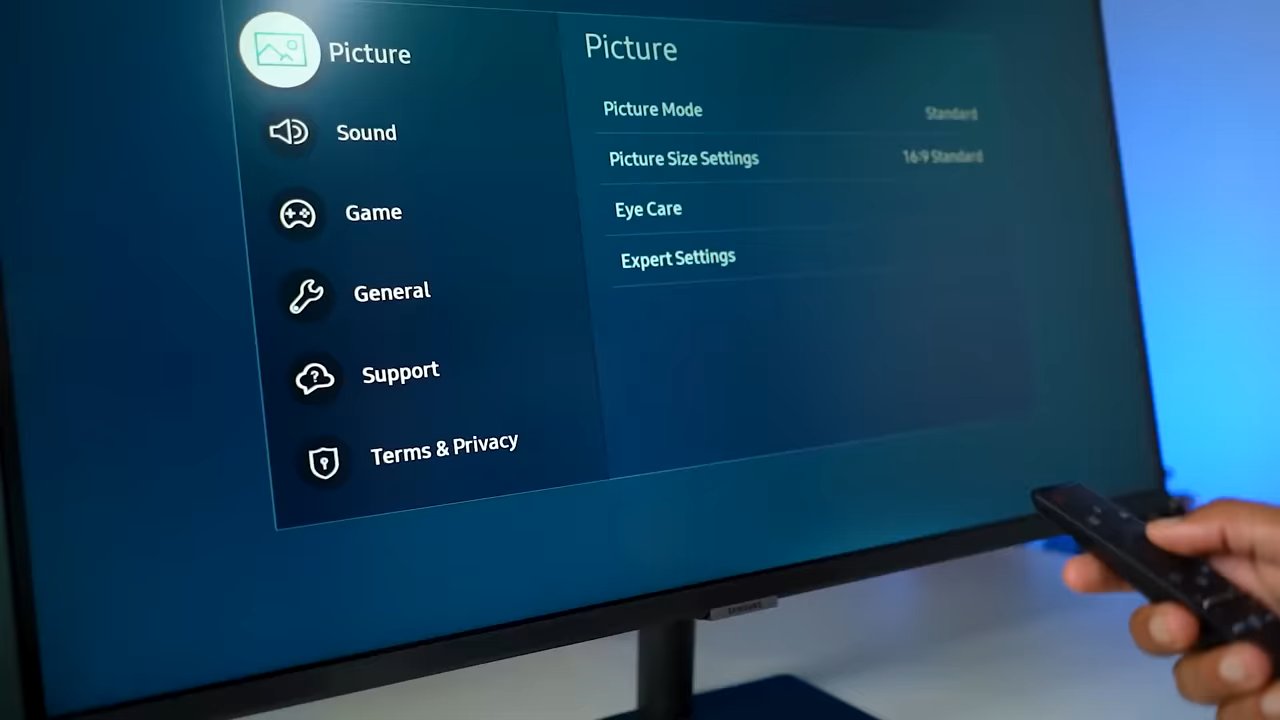 Picture
Sound
Game
General
Support
Terms & Privacy
Picture
Picture Mode Standard
Picture Size Settings 16:9 Standard
Eye Care
Expert Settings
SAMSUNG